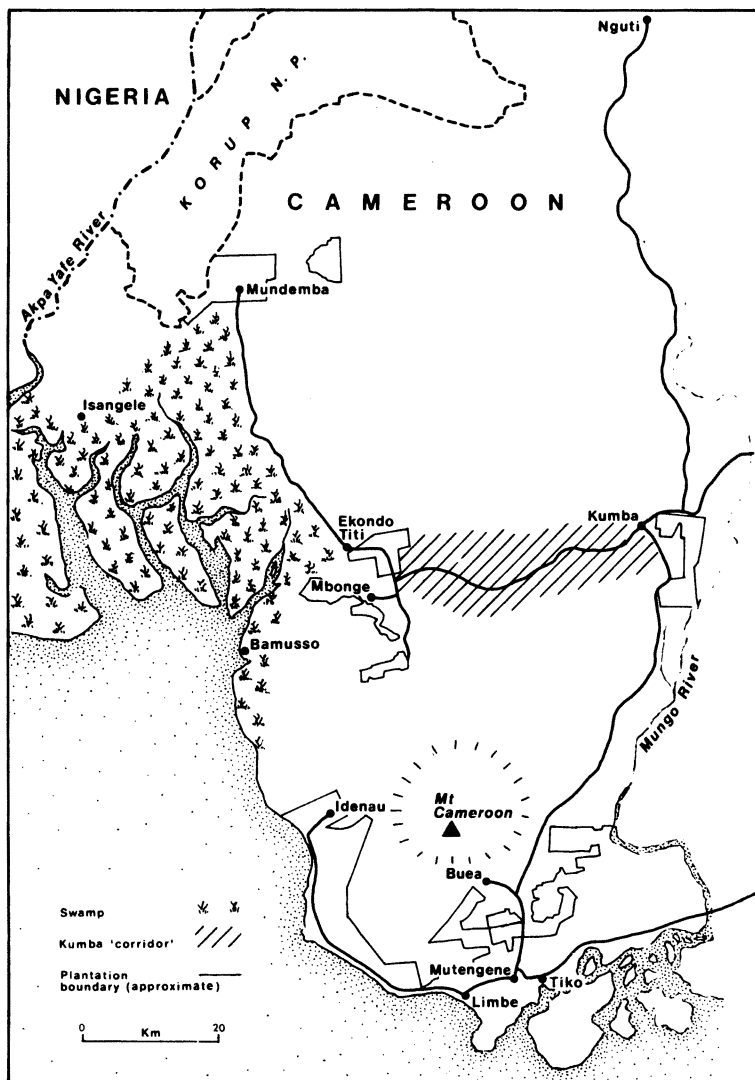 Nguti
NIGERIA
KORUP N.P.
CAMEROON
Akpa Yafe River
Mundemba
Isangele
Ekondo
Titi
Kumba
Mbonge
Bamusso
Mungo River
Idenau
Mt
Cameroon
Buea
Swamp
Kumba 'corridor'
Plantation
boundary (approximate)
Mutengene
Tiko
Limbe
0 Km 20